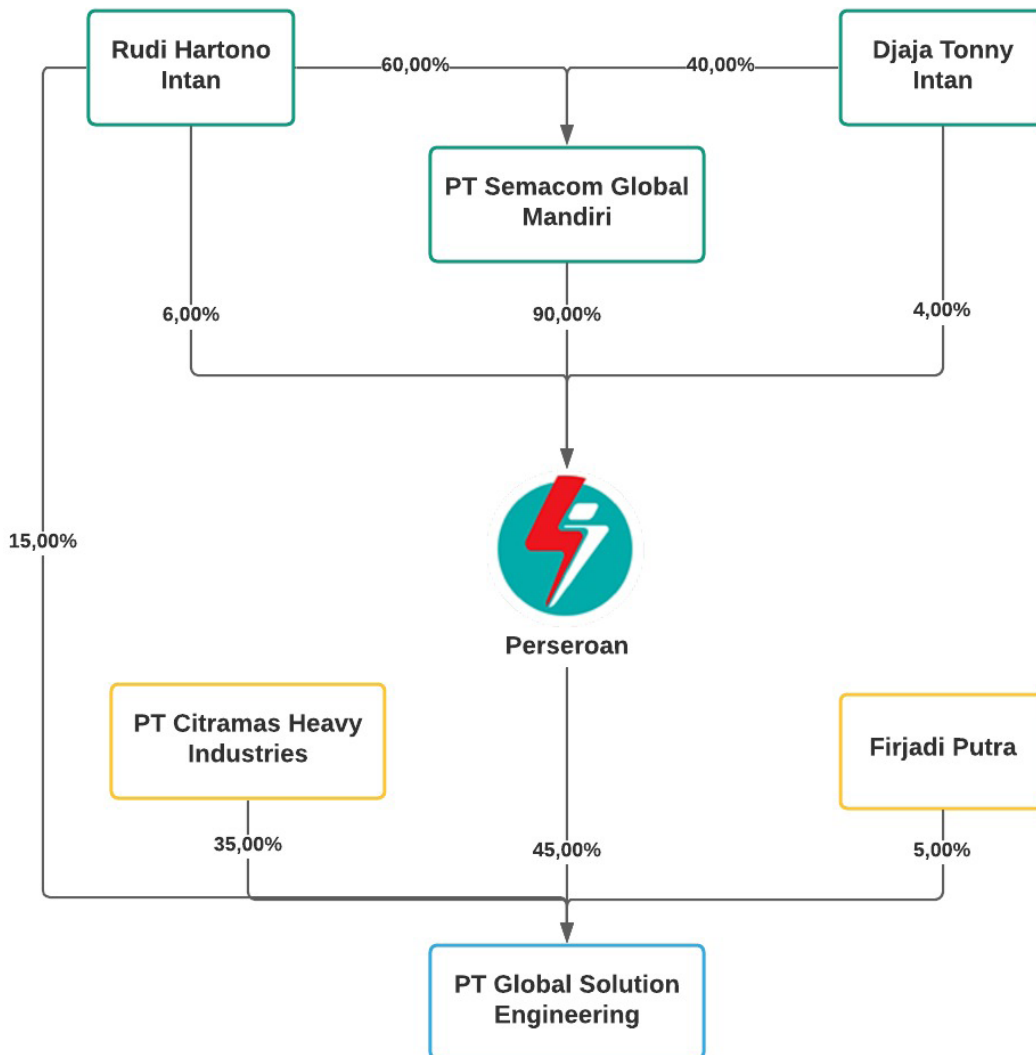 Rudi Hartono
Intan
60,00%
40,00%
Djaja Tonny
Intan
PT Semacom Global
Mandiri
6,00%
90,00%
4,00%
15,00%
Perseroan
PT Citramas Heavy
Industries
Firjadi Putra
35,00%
45,00%
5,00%
PT Global Solution
Engineering